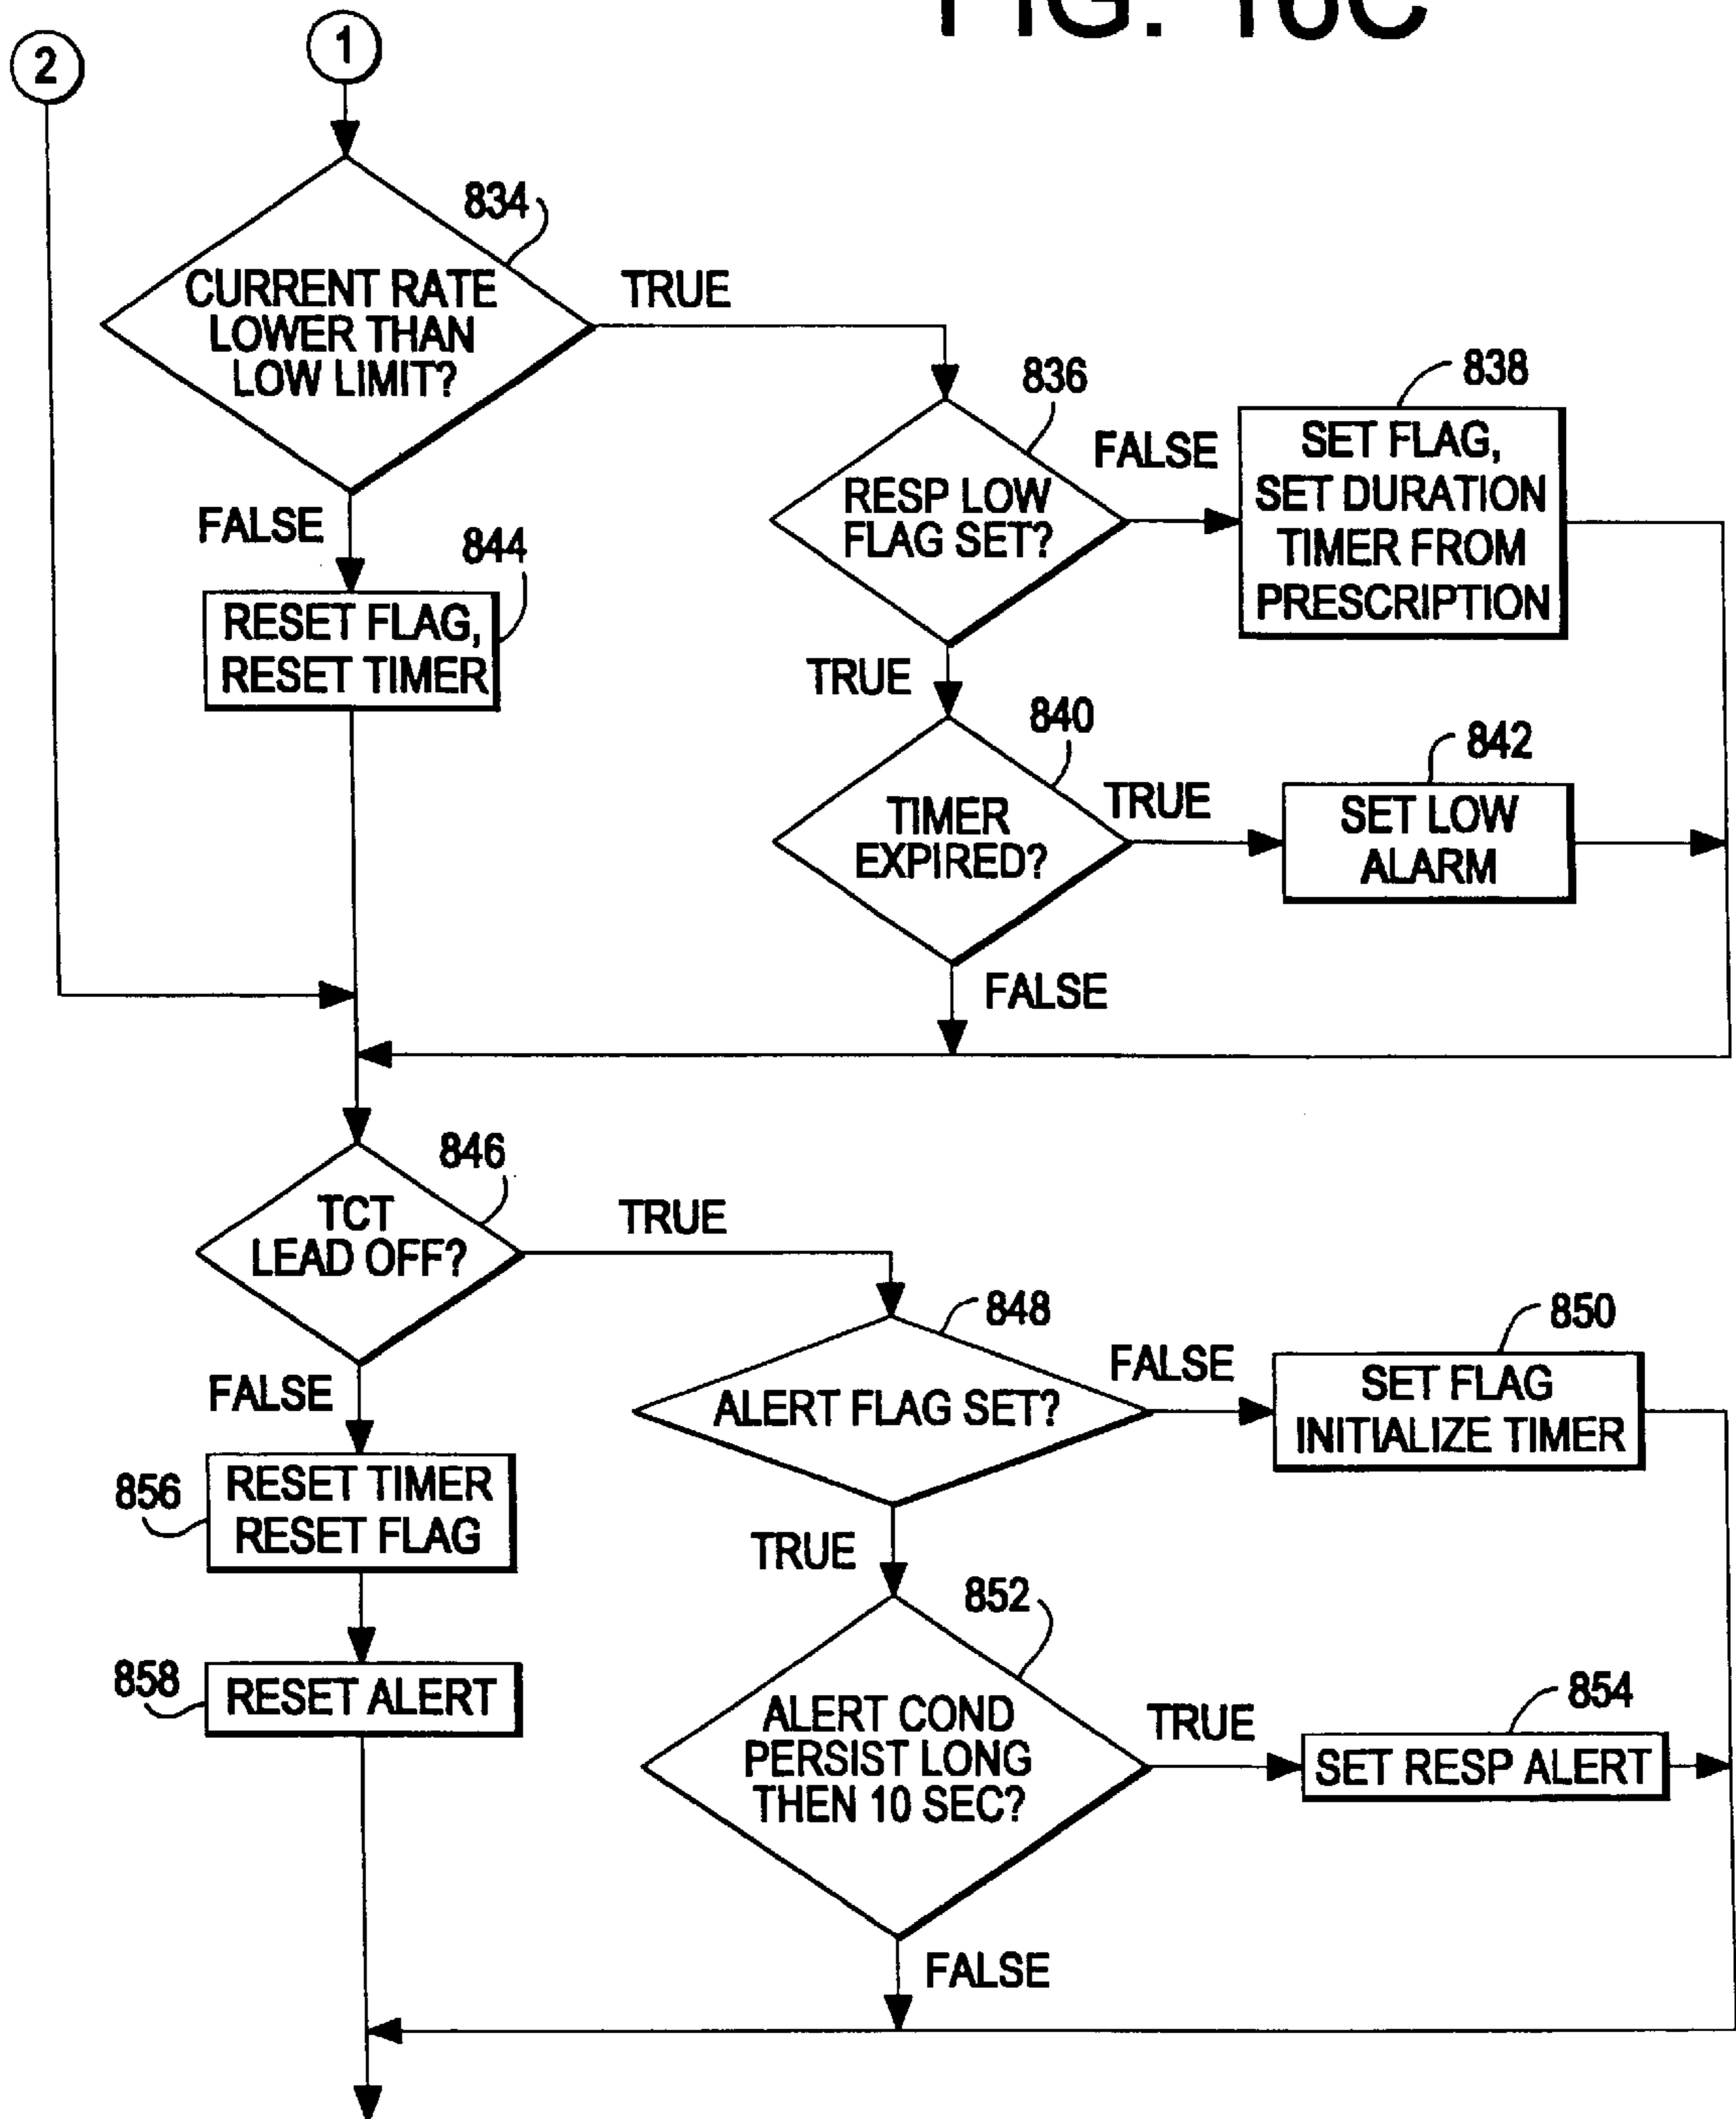 FIG. 16C
2
1
834
CURRENT RATE
LOWER THAN
LOW LIMIT?
TRUE
FALSE
836
RESP LOW
FLAG SET?
FALSE
838
SET FLAG,
SET DURATION
TIMER FROM
PRESCRIPTION
844
RESET FLAG,
RESET TIMER
TRUE
840
TIMER
EXPIRED?
TRUE
842
SET LOW
ALARM
FALSE
846
TCT
LEAD OFF?
TRUE
FALSE
848
ALERT FLAG SET?
FALSE
850
SET FLAG
INITIALIZE TIMER
856
RESET TIMER
RESET FLAG
TRUE
852
ALERT COND
PERSIST LONG
THEN 10 SEC?
TRUE
854
SET RESP ALERT
858
RESET ALERT
FALSE